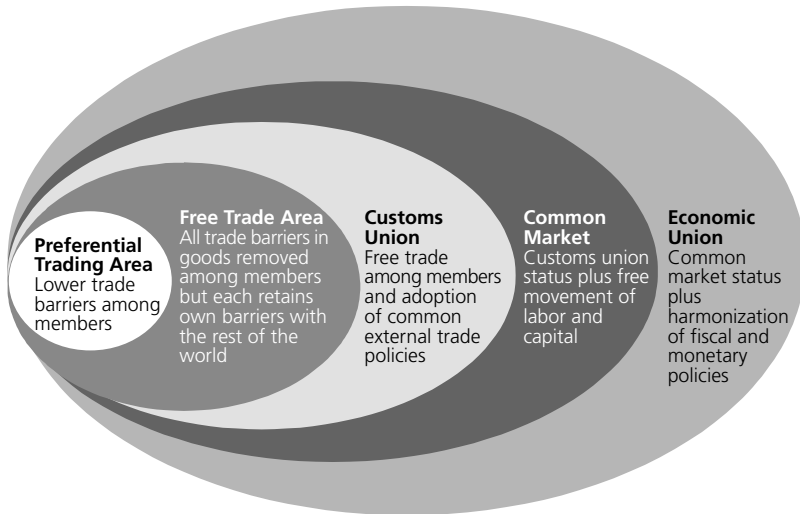 Preferential
Trading Area
Lower trade
barriers among
members
Free Trade Area
All trade barriers in
goods removed
among members
but each retains
own barriers with
the rest of the
world
Customs
Union
Free trade
among members
and adoption
of common
external trade
policies
Common
Market
Customs union
status plus free
movement of
labor and
capital
Economic
Union
Common
market status
plus
harmonization
of fiscal and
monetary
policies